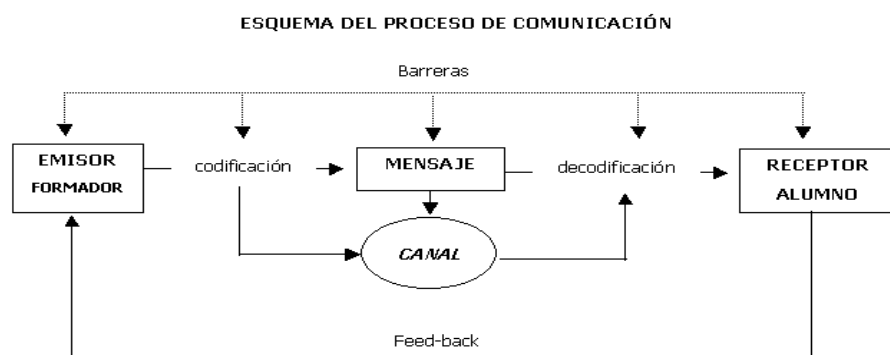 ESQUEMA DEL PROCESO DE COMUNICACIÓN
Barreras
EMISOR
FORMADOR
codificación
MENSAJE
decodificación
RECEPTOR
ALUMNO
CANAL
Feed-back